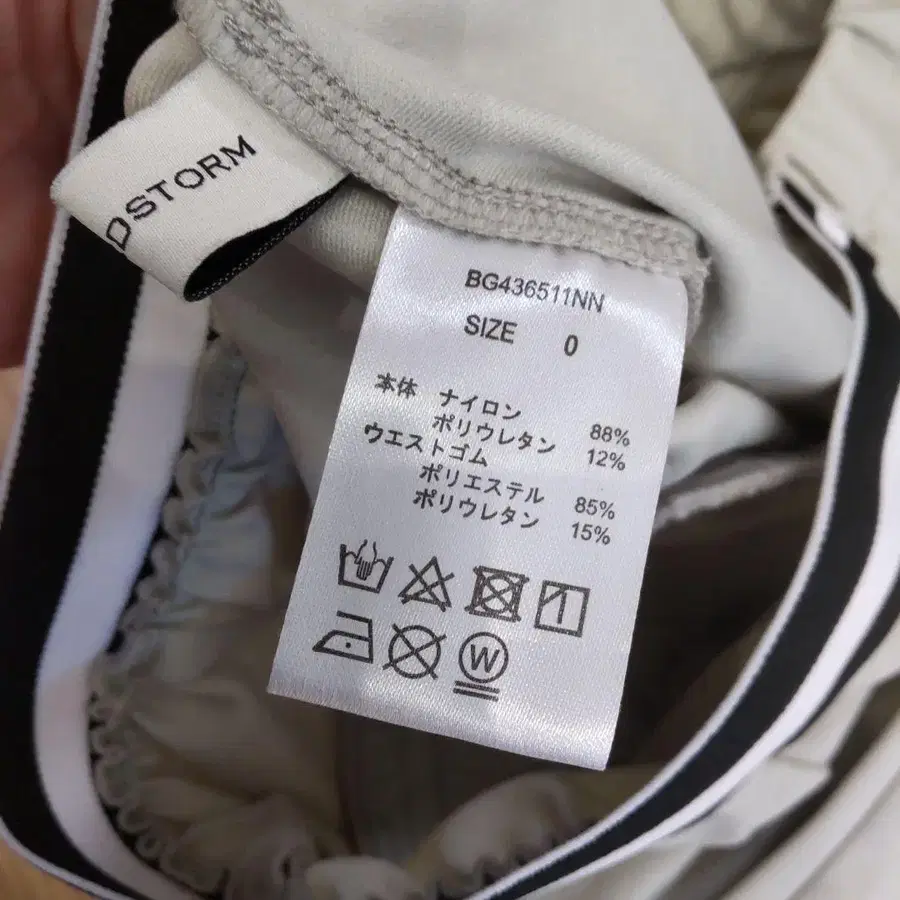 DSTORM
BG436511NN
SIZE 0
本体 ナイロン 88%
ポリウレタン 12%
ウエストゴム
ポリエステル 85%
ポリウレタン 15%
W